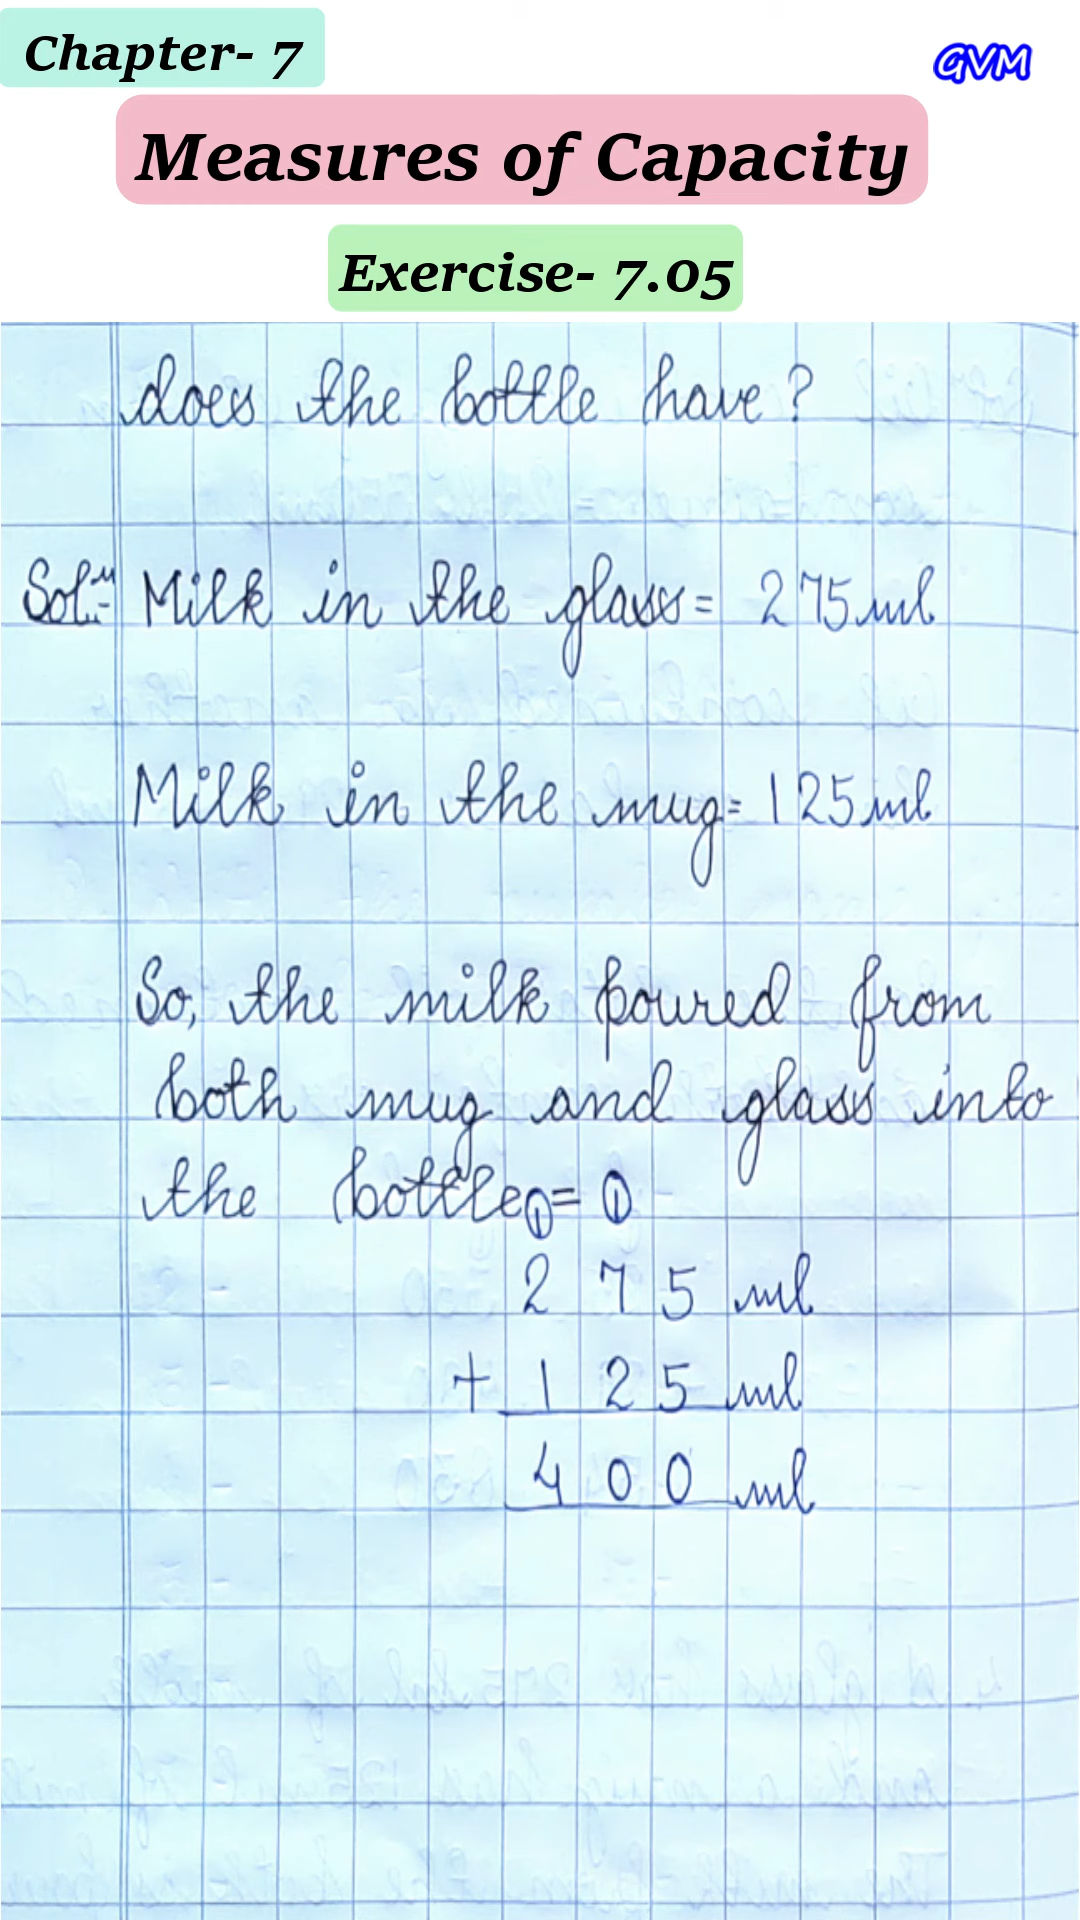 Chapter- 7
GVM
Measures of Capacity
Exercise- 7.05
does the bottle have?
Sol.n:- Milk in the glass = 275 ml
Milk in the mug = 125 ml
So, the milk poured from
both mug and glass into
the bottle =
1 1
2 7 5 ml
+ 1 2 5 ml
4 0 0 ml